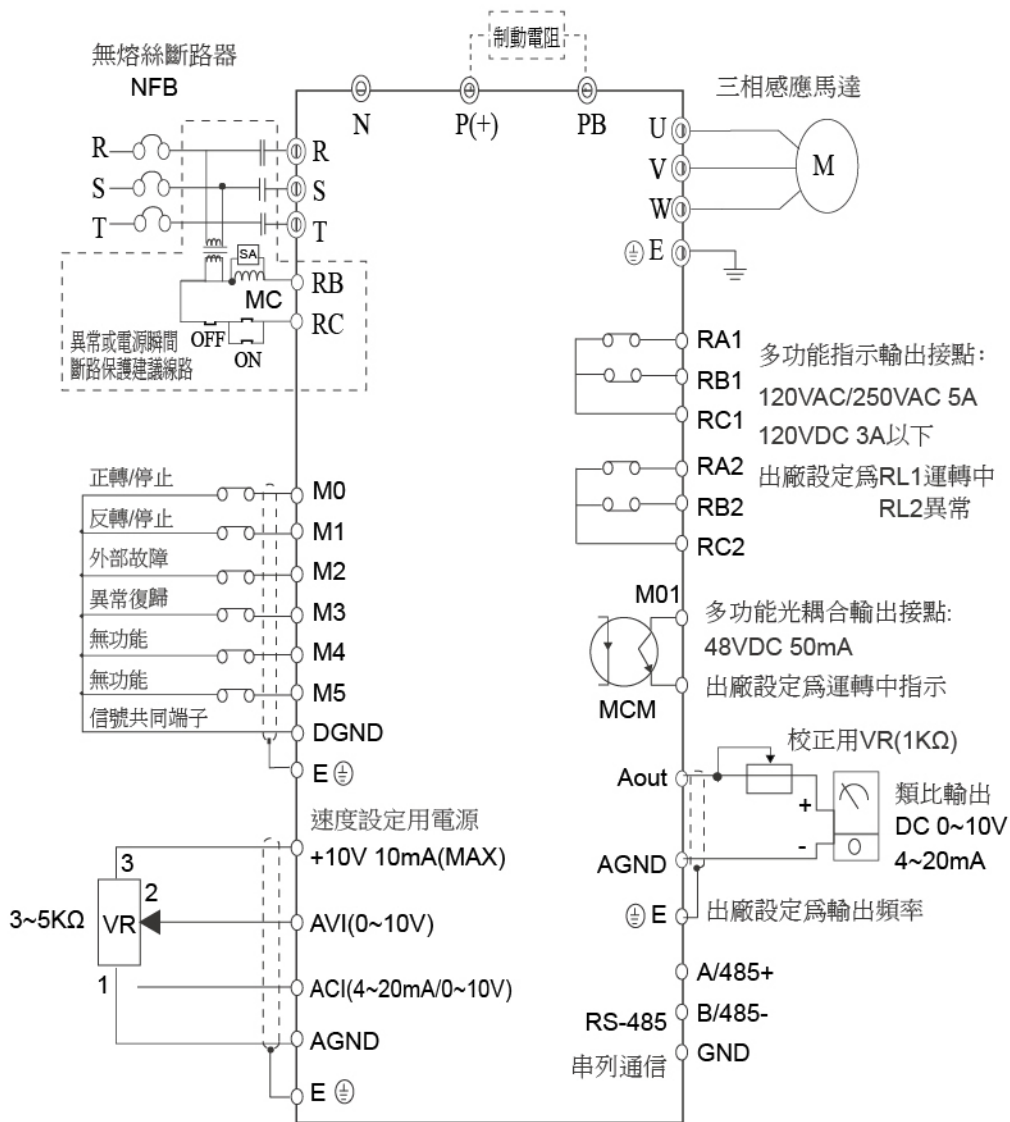 制動電阻
無熔絲斷路器
NFB
三相感應馬達
N
P(+)
PB
R
R
S
S
T
T
U
V
W
E
M
SA
MC
RB
RC
OFF
ON
異常或電源瞬間
斷路保護建議線路
RA1
RB1
RC1
RA2
RB2
RC2
多功能指示輸出接點：
120VAC/250VAC 5A
120VDC 3A以下
出廠設定爲RL1運轉中
RL2異常
正轉/停止
M0
反轉/停止
M1
外部故障
M2
異常復歸
M3
無功能
M4
無功能
M5
信號共同端子
DGND
E
M01
MCM
多功能光耦合輸出接點:
48VDC 50mA
出廠設定爲運轉中指示
校正用VR(1KΩ)
Aout
+
-
0
類比輸出
DC 0~10V
4~20mA
AGND
E
出廠設定爲輸出頻率
速度設定用電源
+10V 10mA(MAX)
3
2
3~5KΩ
VR
1
AVI(0~10V)
ACI(4~20mA/0~10V)
AGND
E
A/485+
B/485-
GND
RS-485
串列通信